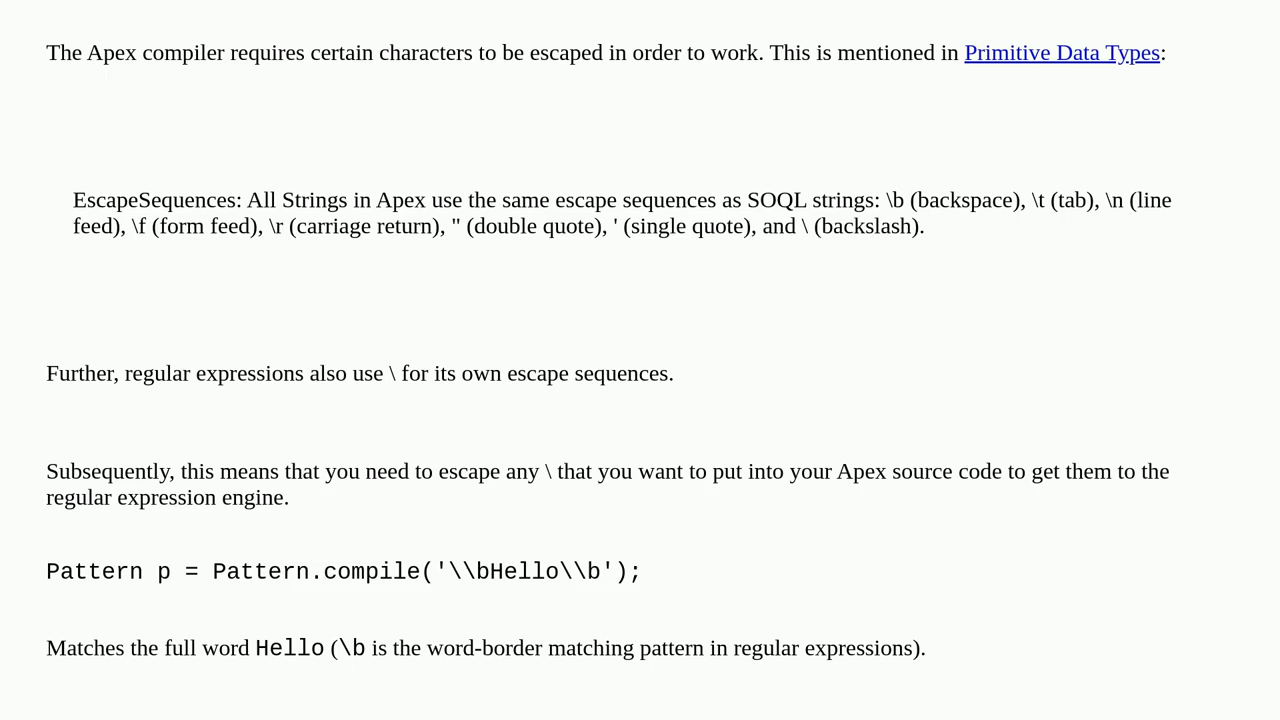 The Apex compiler requires certain characters to be escaped in order to work. This is mentioned in Primitive Data Types:
EscapeSequences: All Strings in Apex use the same escape sequences as SOQL strings: \b (backspace), \t (tab), \n (line
feed), \f (form feed), \r (carriage return), " (double quote), ' (single quote), and \ (backslash).
Further, regular expressions also use \ for its own escape sequences.
Subsequently, this means that you need to escape any \ that you want to put into your Apex source code to get them to the
regular expression engine.
Pattern p = Pattern.compile('\\bHello\\b');
Matches the full word Hello (\b is the word-border matching pattern in regular expressions).